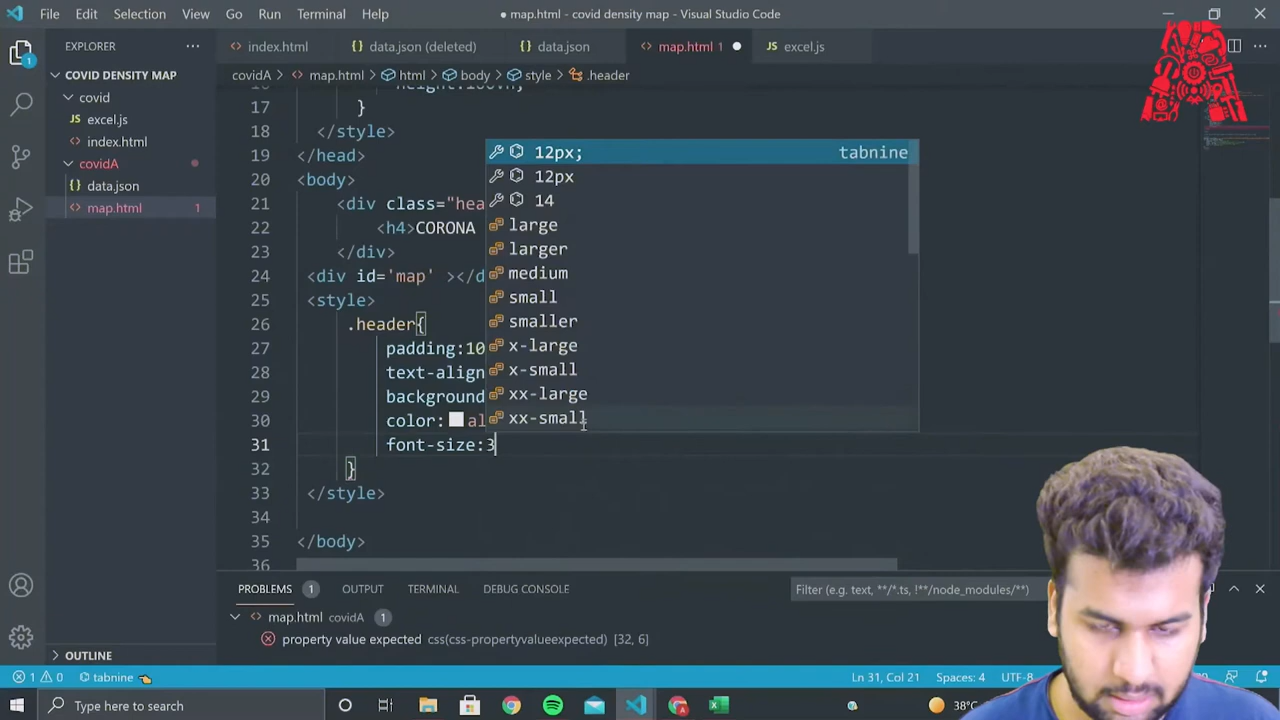 File Edit Selection View Go Run Terminal Help
● map.html - covid density map - Visual Studio Code
EXPLORER ···
<> index.html {} data.json (deleted) {} data.json <> map.html 1 ● <> excel.js
covidA > <> map.html > html > body > style > .header
COVID DENSITY MAP
covid
JS excel.js
<> index.html
covidA
{} data.json
<> map.html 1
17 }
18 </style>
19 </head>
20 <body>
21 <div class="hea
22 <h4>CORONA
23 </div>
24 <div id='map' ></d
25 <style>
26 .header{
27 padding:10
28 text-align
29 background
30 color: al
31 font-size:3
32 }
33 </style>
34
35 </body>
36
12px; tabnine
12px
14
large
larger
medium
small
smaller
x-large
x-small
xx-large
xx-small
PROBLEMS 1 OUTPUT TERMINAL DEBUG CONSOLE
Filter (e.g. text, **/*.ts, !**/node_modules/**)
<> map.html covidA 1
property value expected css(css-propertyvalueexpected) [32, 6]
OUTLINE
1 0 tabnine Ln 31, Col 21 Spaces: 4 UTF-8
Type here to search
38°C